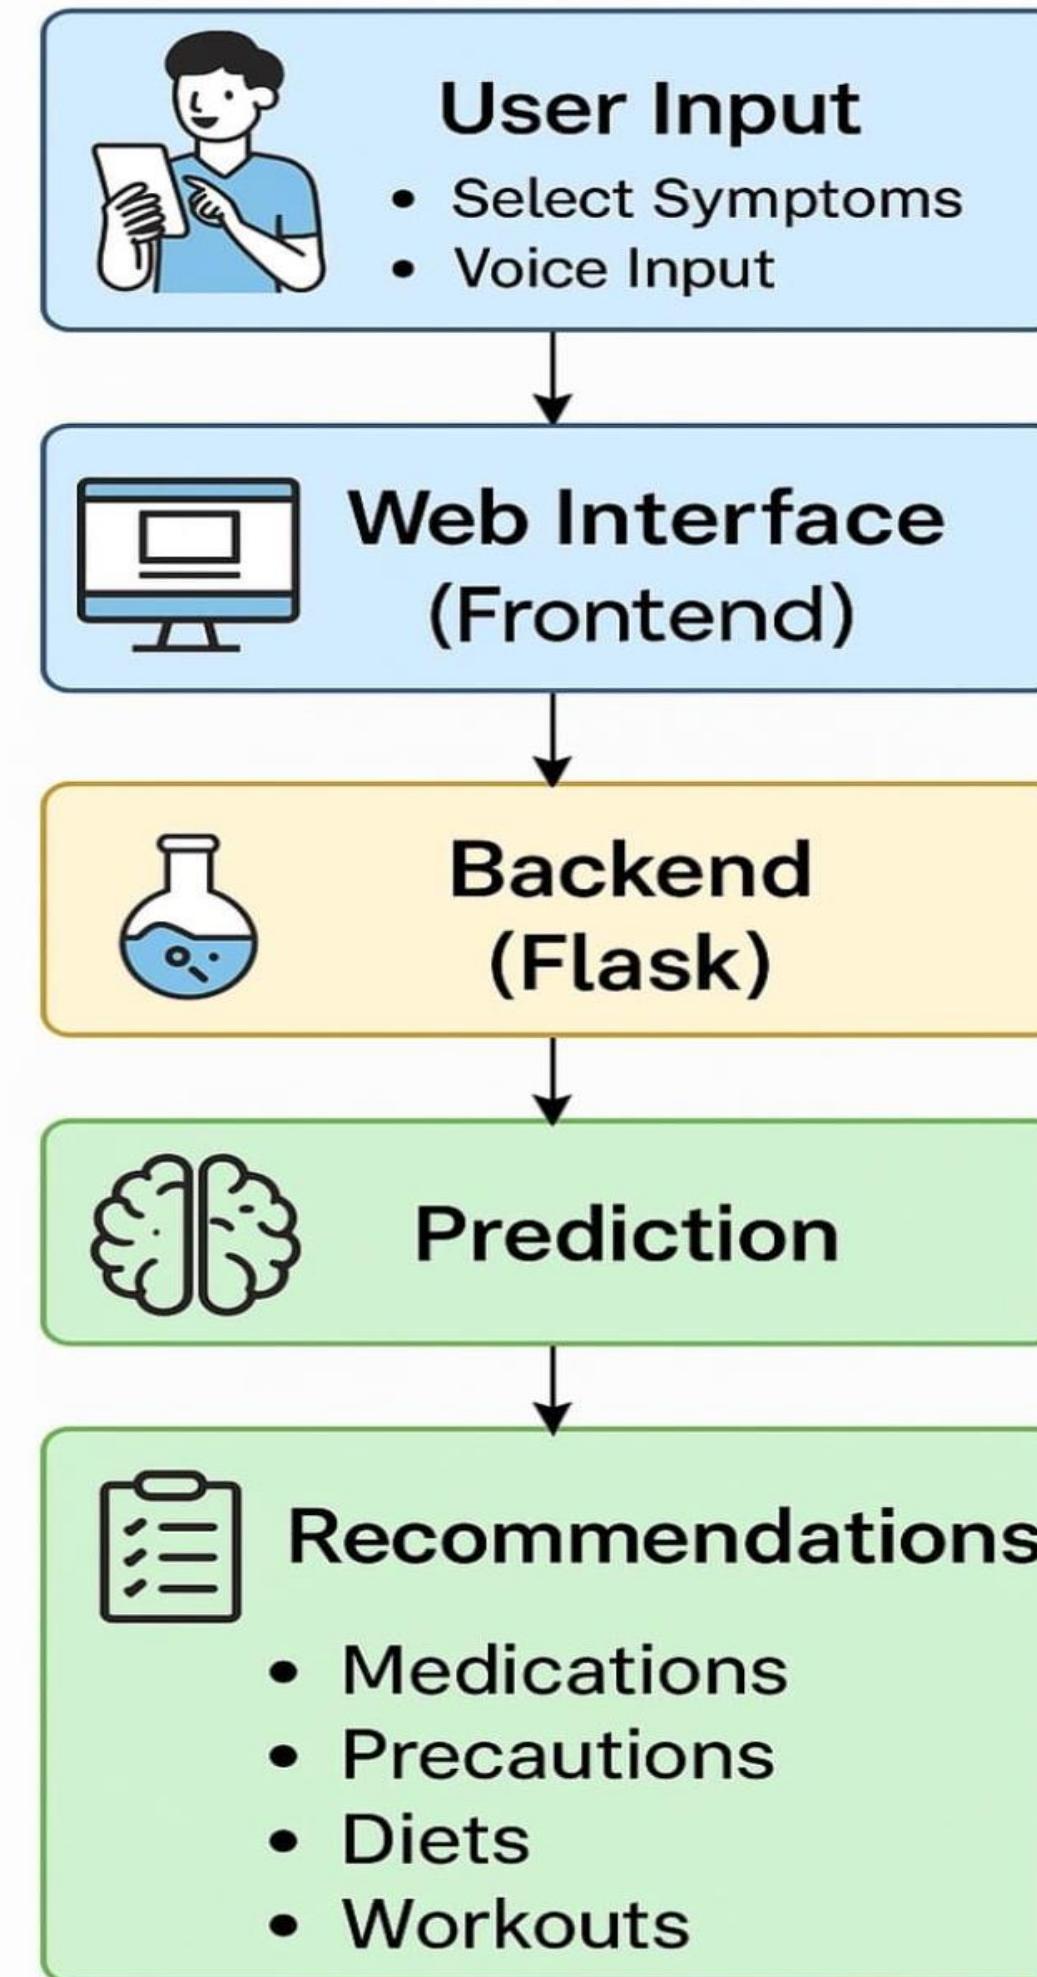 User Input
• Select Symptoms
• Voice Input
Web Interface
(Frontend)
Backend
(Flask)
Prediction
Recommendations
• Medications
• Precautions
• Diets
• Workouts